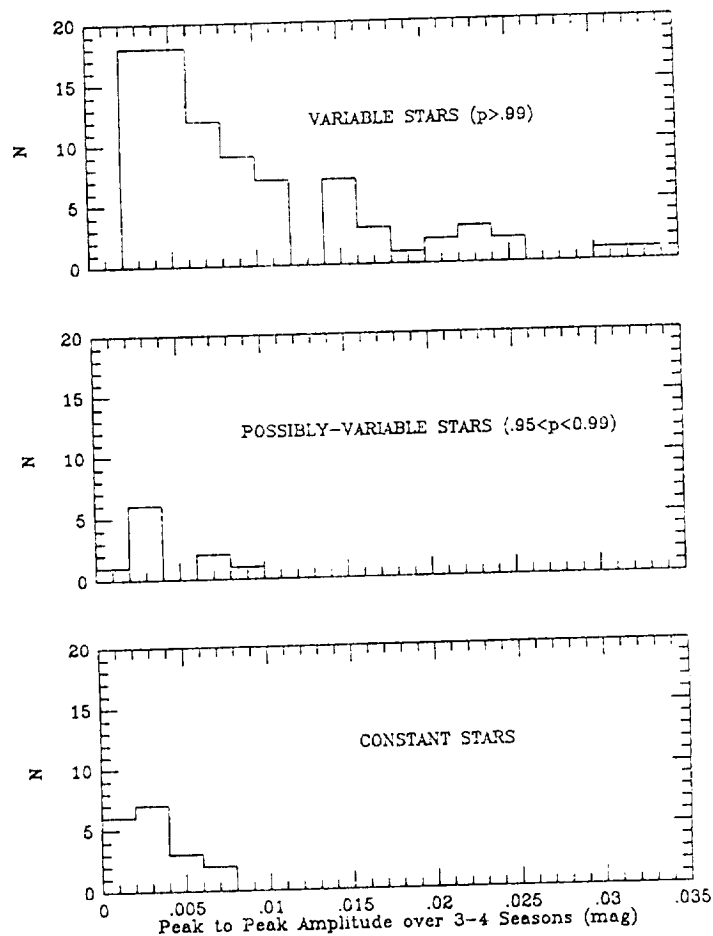 20
15
10
5
0
N
VARIABLE STARS (p>.99)
20
15
10
5
0
N
POSSIBLY-VARIABLE STARS (.95<p<0.99)
20
15
10
5
0
N
CONSTANT STARS
0 .005 .01 .015 .02 .025 .03 .035
Peak to Peak Amplitude over 3-4 Seasons (mag)